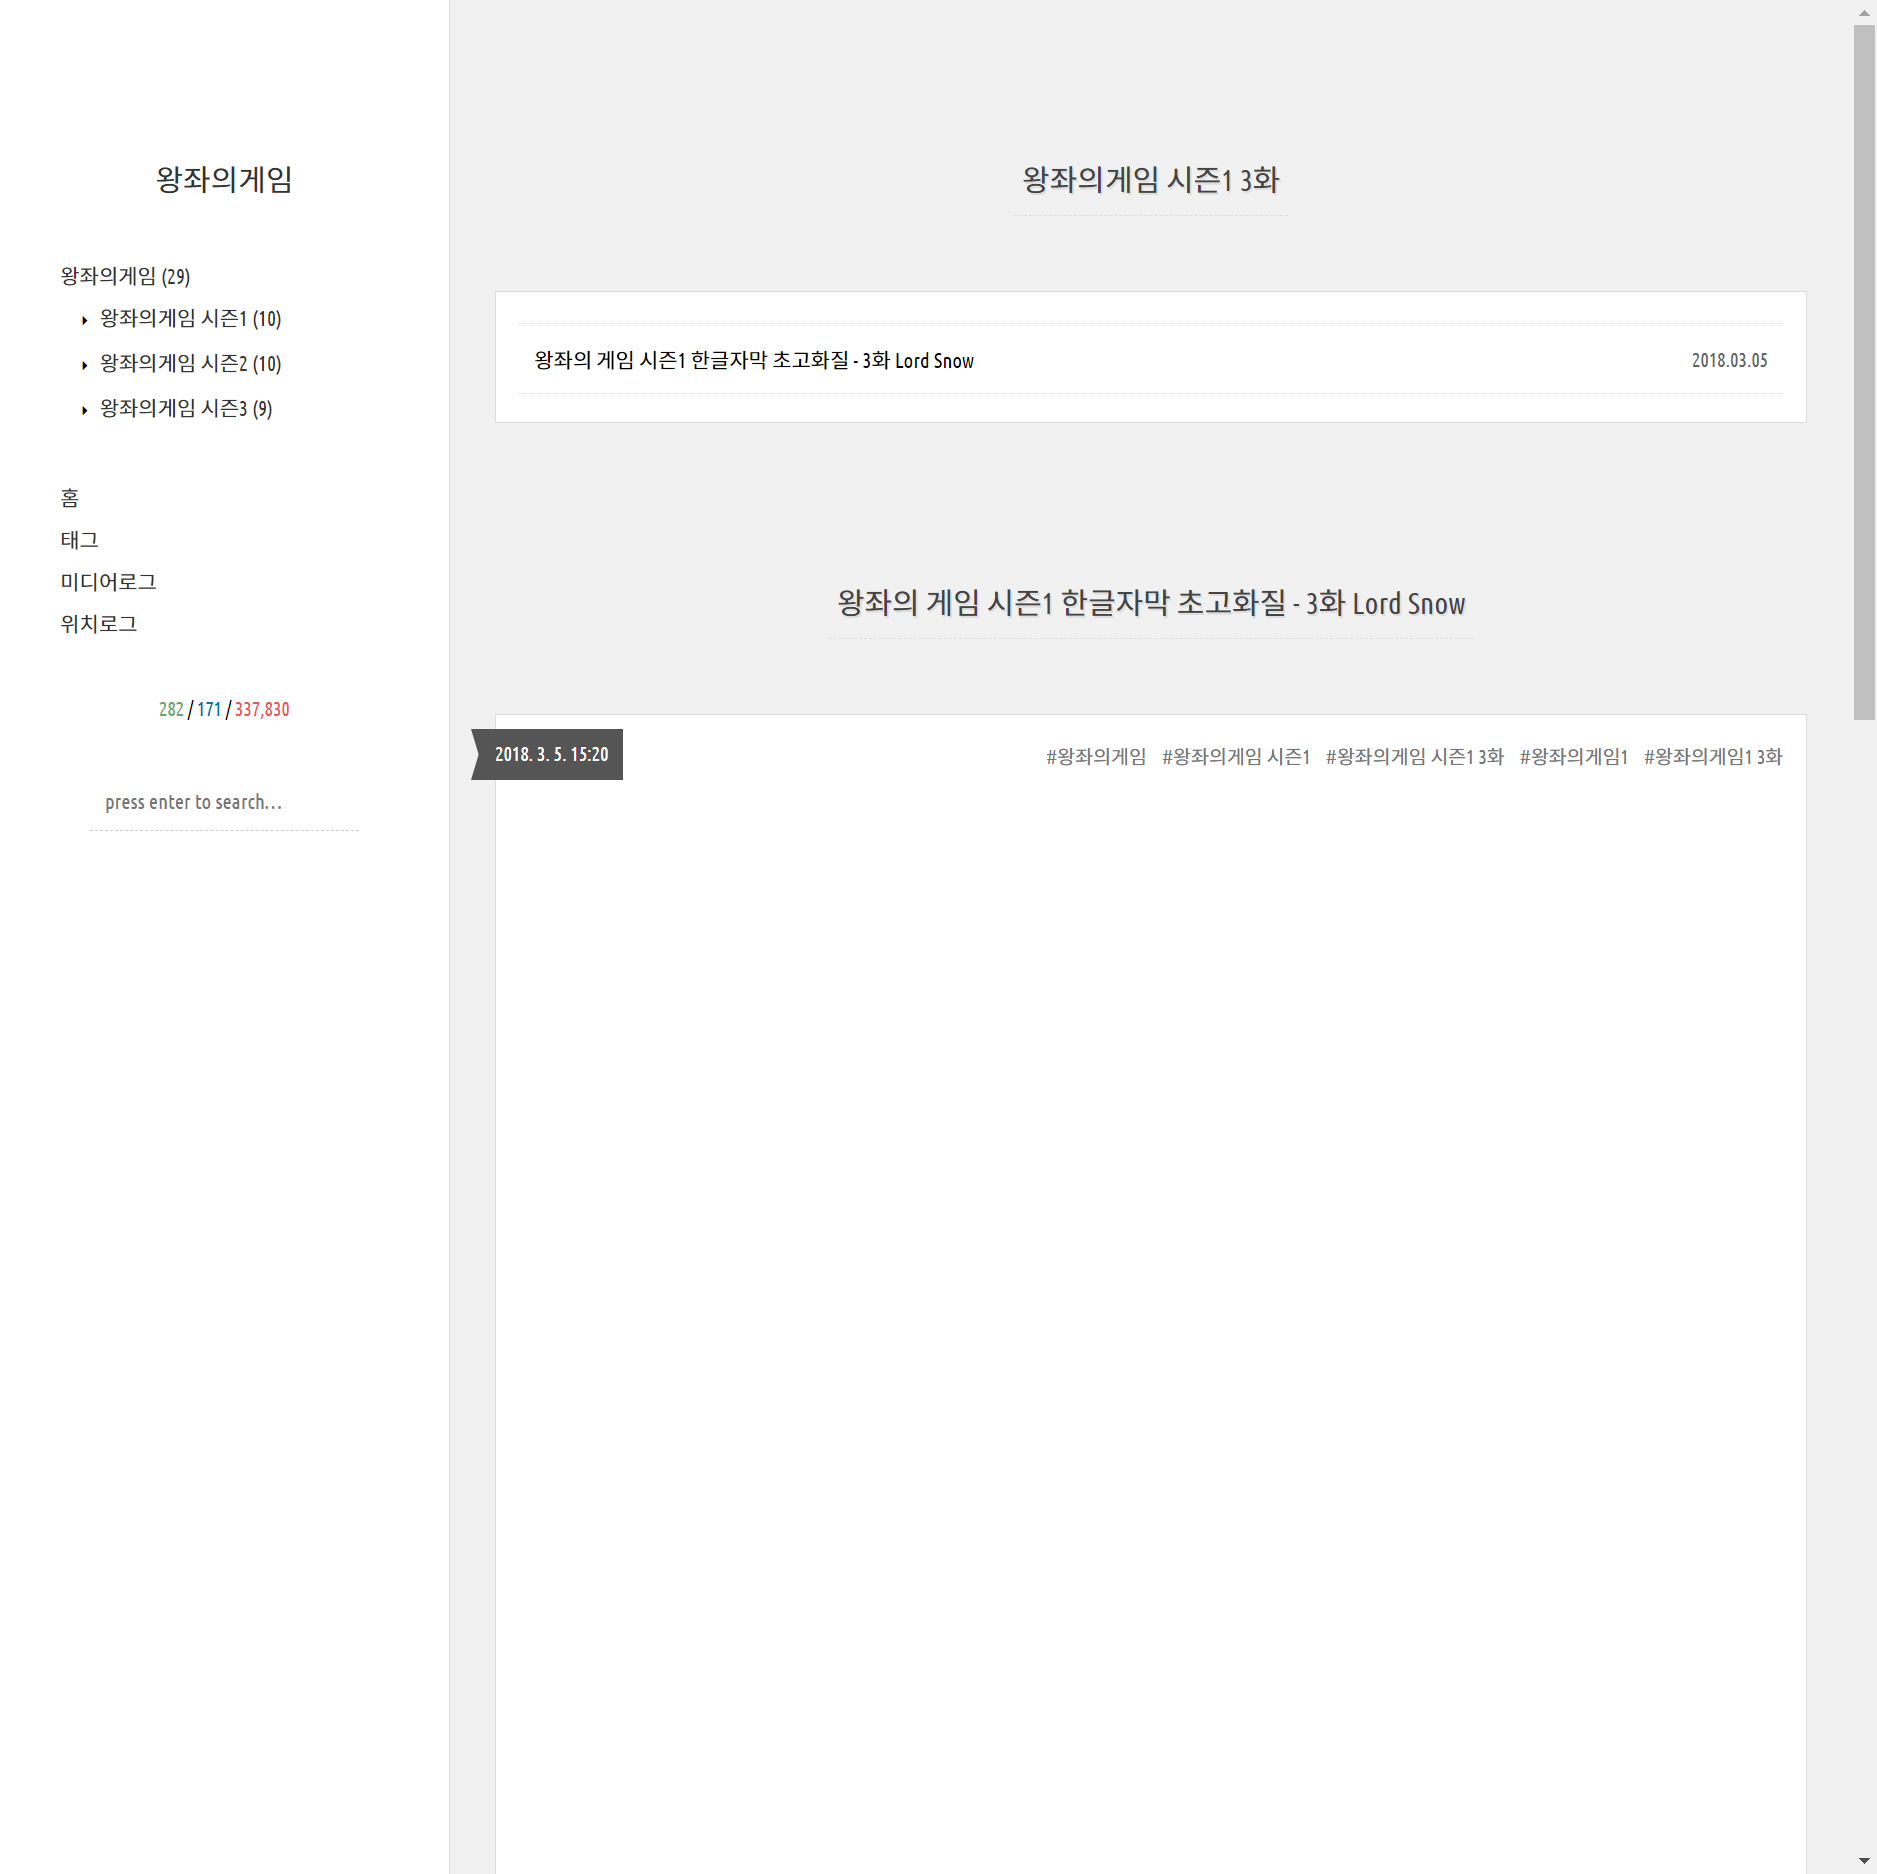 왕좌의게임
왕좌의게임 (29)
왕좌의게임 시즌1 (10)
왕좌의게임 시즌2 (10)
왕좌의게임 시즌3 (9)
홈
태그
미디어로그
위치로그
282 / 171 / 337,830
press enter to search...
왕좌의게임 시즌1 3화
왕좌의 게임 시즌1 한글자막 초고화질 - 3화 Lord Snow 2018.03.05
왕좌의 게임 시즌1 한글자막 초고화질 - 3화 Lord Snow
2018. 3. 5. 15:20 #왕좌의게임 #왕좌의게임 시즌1 #왕좌의게임 시즌1 3화 #왕좌의게임1 #왕좌의게임1 3화